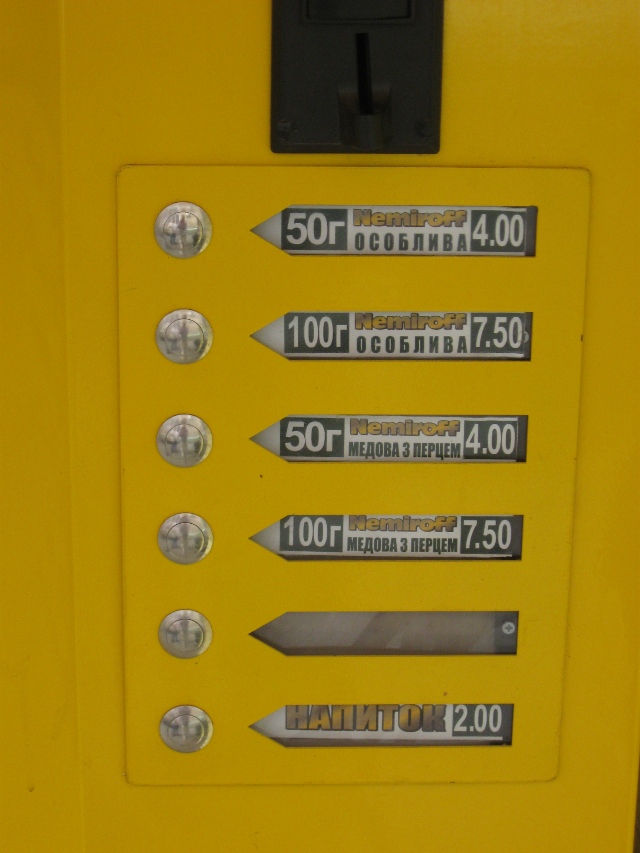 50г Nemiroff 4.00
ОСОБЛИВА
100г Nemiroff 7.50
ОСОБЛИВА
50г Nemiroff 4.00
МЕДОВА З ПЕРЦЕМ
100г Nemiroff 7.50
МЕДОВА З ПЕРЦЕМ
НАПИТОК 2.00